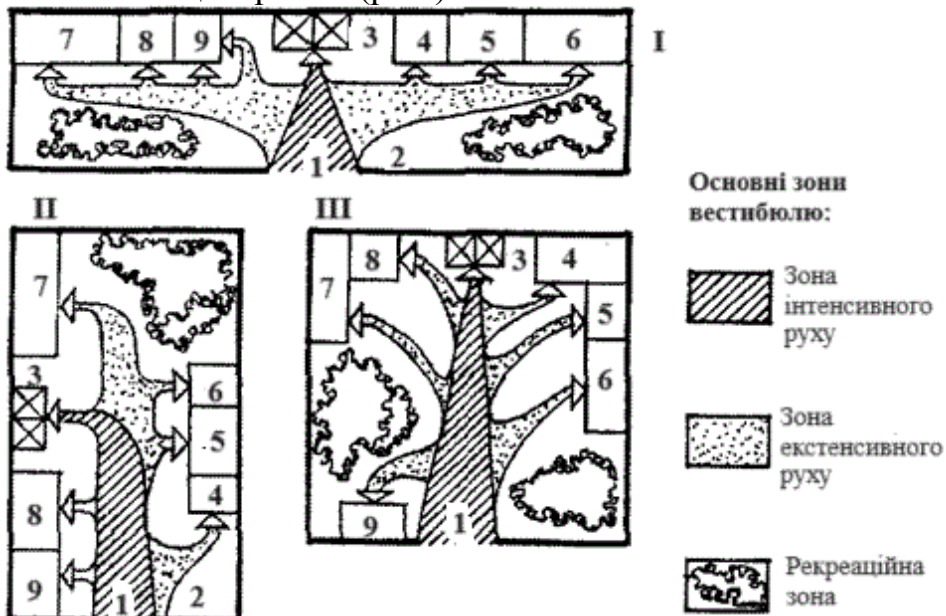 7 8 9 3 4 5 6 I
1 2
II III
Основні зони
вестибюлю:
7 3 6 5 8 4 9 1 2
8 3 4 7 5 6 9 1
Зона
інтенсивного
руху
Зона
екстенсивного
руху
Рекреаційна
зона